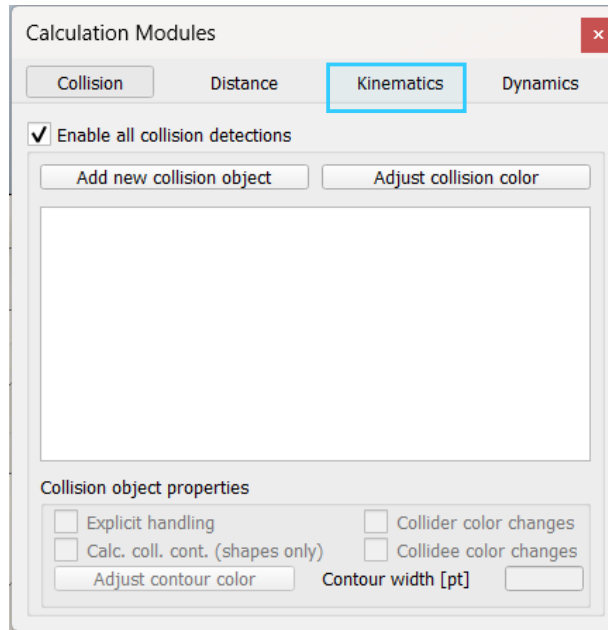 Calculation Modules
Collision Distance Kinematics Dynamics
Enable all collision detections
Add new collision object Adjust collision color
Collision object properties
Explicit handling Collider color changes
Calc. coll. cont. (shapes only) Collidee color changes
Adjust contour color Contour width [pt]